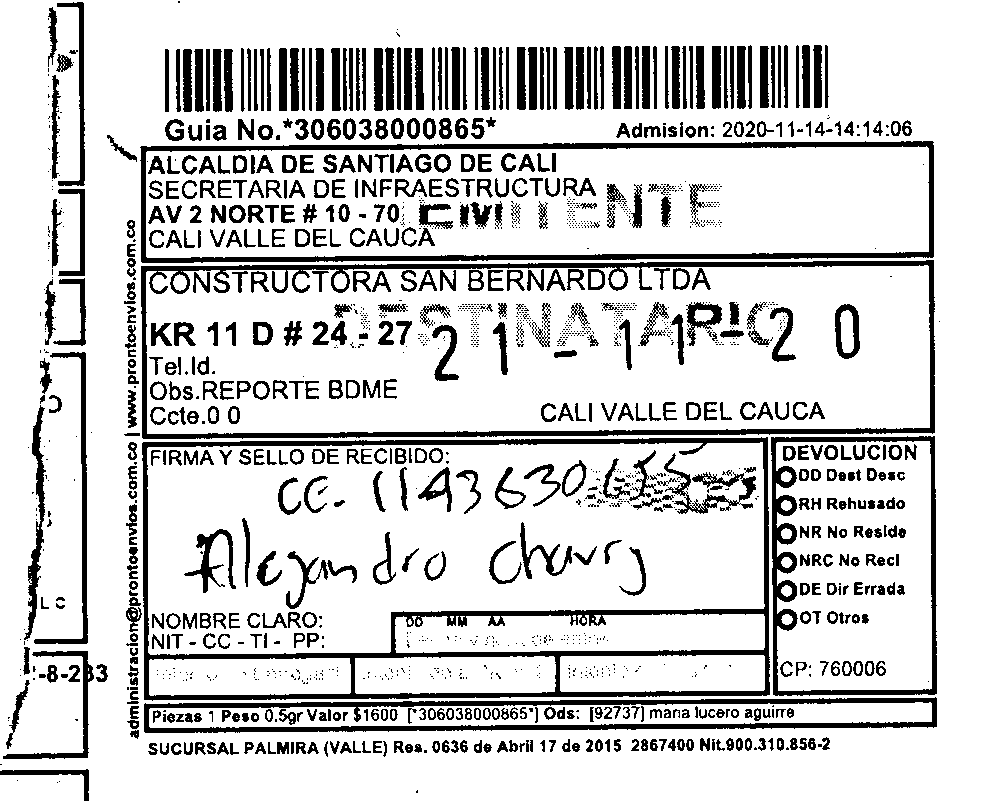 Guia No.*306038000865*
Admision: 2020-11-14-14:14:06
ALCALDIA DE SANTIAGO DE CALI
SECRETARIA DE INFRAESTRUCTURA
AV 2 NORTE # 10 - 70
CALI VALLE DEL CAUCA
CONSTRUCTORA SAN BERNARDO LTDA
DESTINATARIO
KR 11 D # 24 - 27
21 - 11 - 20
Tel.Id.
Obs.REPORTE BDME
Ccte.0 0
CALI VALLE DEL CAUCA
FIRMA Y SELLO DE RECIBIDO:
CE. 1143630655
Alejandro
NOMBRE CLARO:
NIT - CC - TI - PP:
DD MM AA HORA
DEVOLUCION
DD Dest Desc
RH Rehusado
NR No Reside
NRC No Recl
DE Dir Errada
OT Otros
CP: 760006
Piezas 1 Peso 0.5gr Valor $1600 [*306038000865*] Ods: [92737] maria lucero aguirre
SUCURSAL PALMIRA (VALLE) Res. 0636 de Abril 17 de 2015 2867400 Nit.900.310.856-2
administracion@prontoenvios.com.co | www.prontoenvios.com.co
-8-233